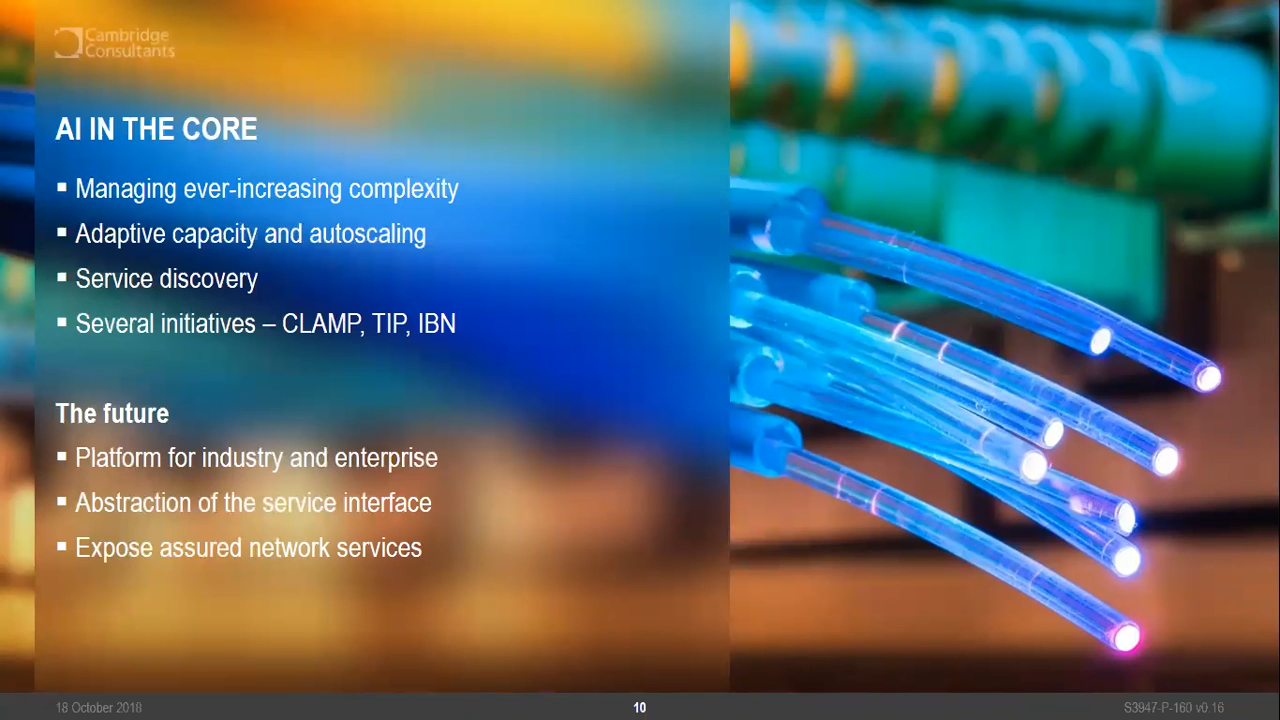 Cambridge
Consultants
AI IN THE CORE
▪ Managing ever-increasing complexity
▪ Adaptive capacity and autoscaling
▪ Service discovery
▪ Several initiatives – CLAMP, TIP, IBN
The future
▪ Platform for industry and enterprise
▪ Abstraction of the service interface
▪ Expose assured network services
18 October 2018
10
S3947-P-160 v0.16